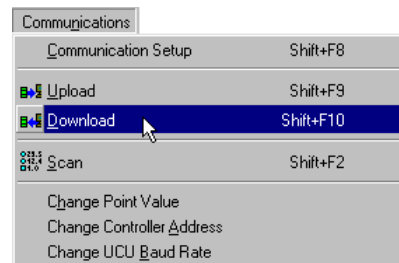 Communications
Communication Setup Shift+F8
Upload Shift+F9
Download Shift+F10
Scan Shift+F2
Change Point Value
Change Controller Address
Change UCU Baud Rate